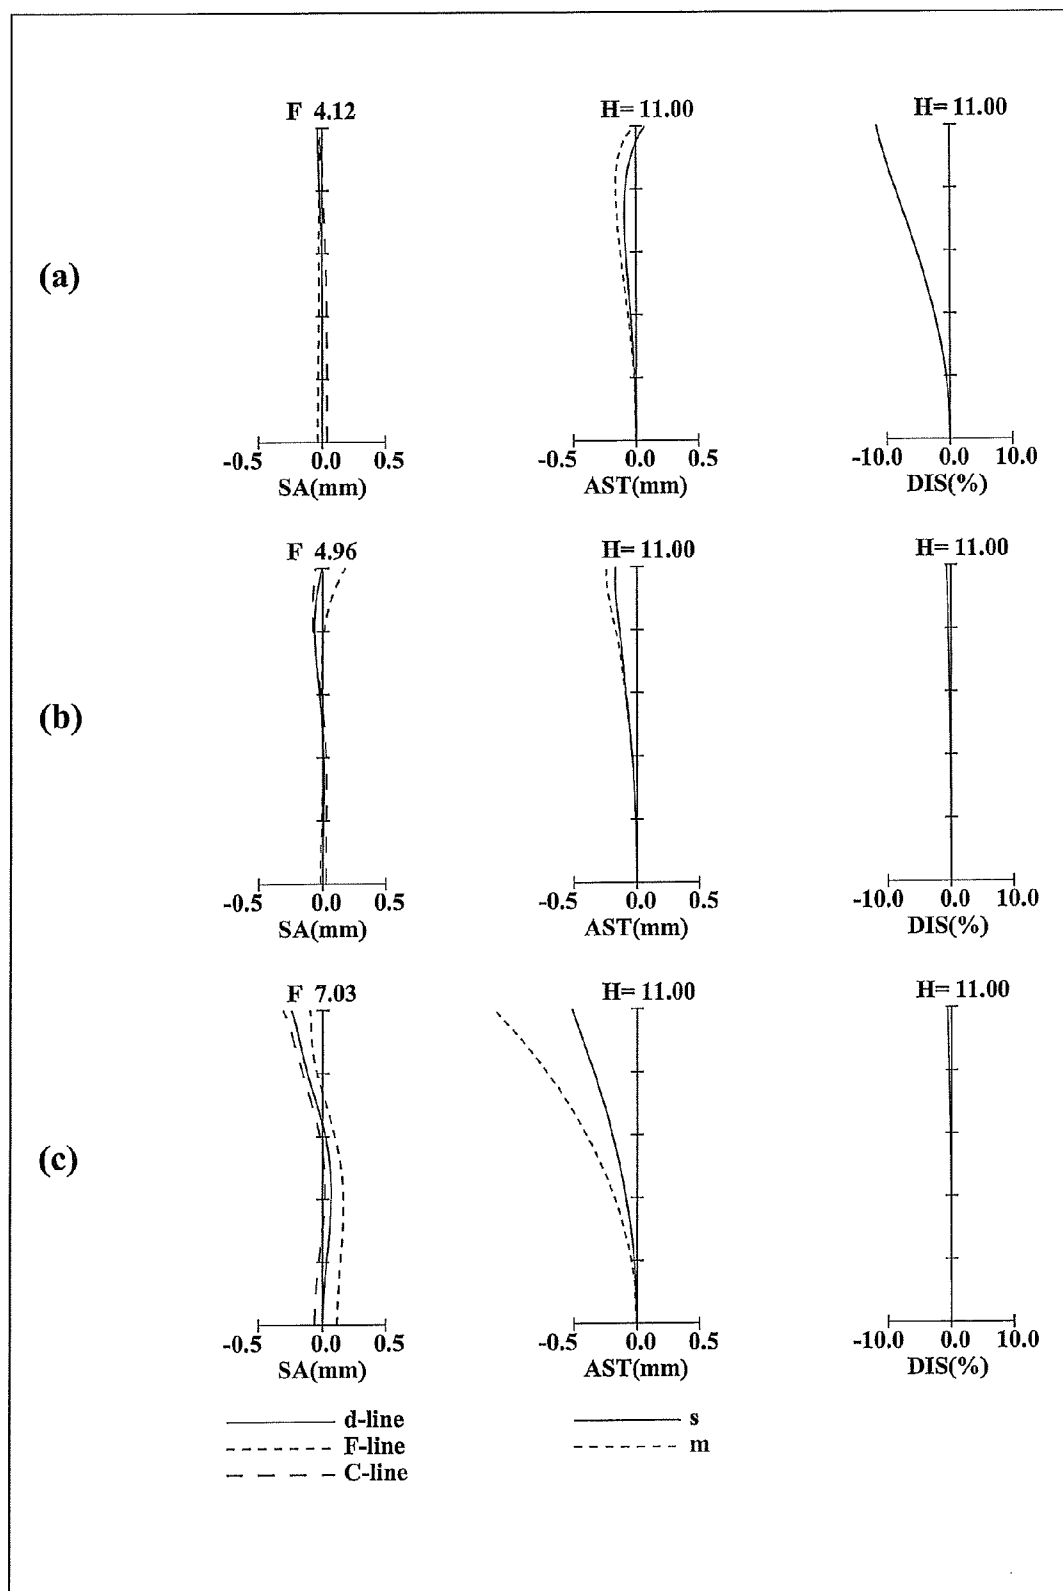 F 4.12 H= 11.00 H= 11.00
(a)
-0.5 0.0 0.5 -0.5 0.0 0.5 -10.0 0.0 10.0
SA(mm) AST(mm) DIS(%)
F 4.96 H= 11.00 H= 11.00
(b)
-0.5 0.0 0.5 -0.5 0.0 0.5 -10.0 0.0 10.0
SA(mm) AST(mm) DIS(%)
F 7.03 H= 11.00 H= 11.00
(c)
-0.5 0.0 0.5 -0.5 0.0 0.5 -10.0 0.0 10.0
SA(mm) AST(mm) DIS(%)
d-line s
F-line m
C-line